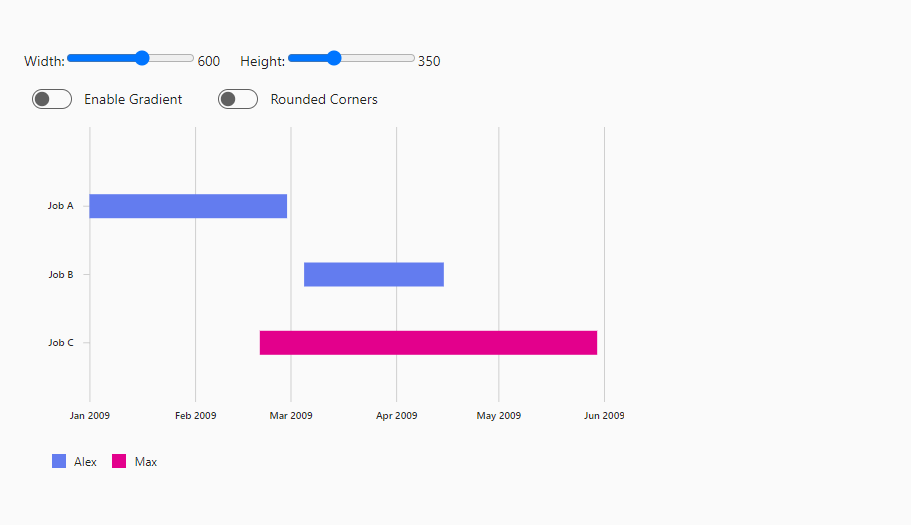 Width: 600 Height: 350
Enable Gradient Rounded Corners
Job A
Job B
Job C
Jan 2009 Feb 2009 Mar 2009 Apr 2009 May 2009 Jun 2009
Alex Max